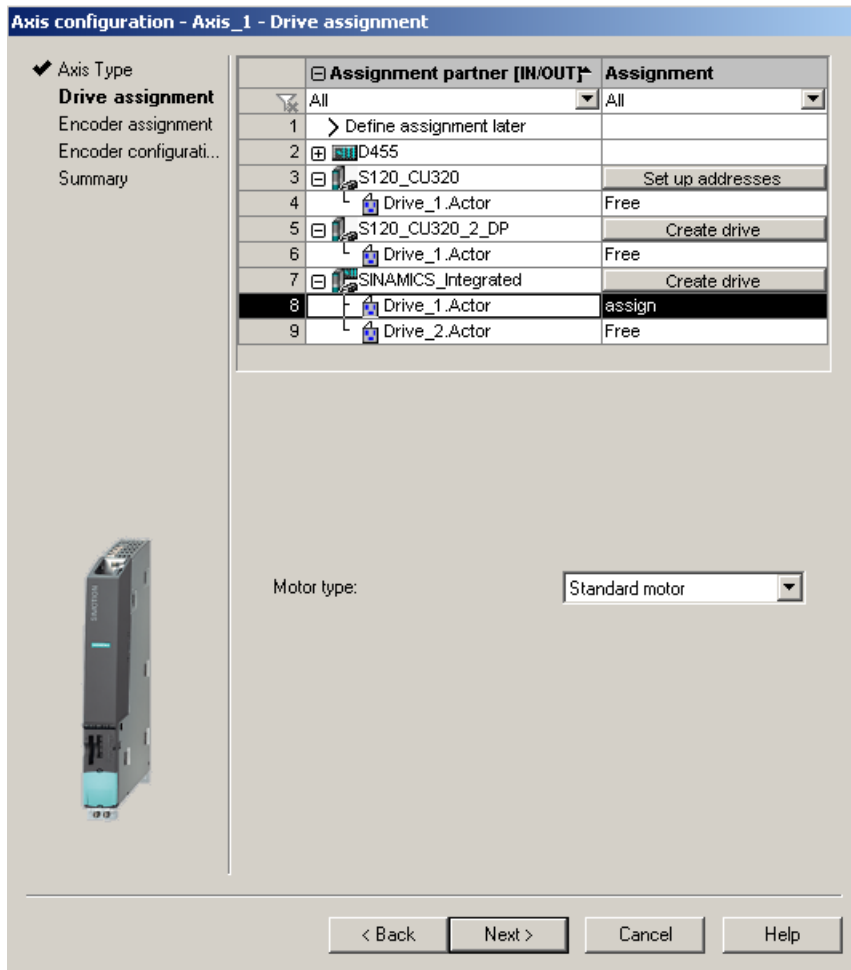 Axis configuration - Axis_1 - Drive assignment
Axis Type
Drive assignment
Encoder assignment
Encoder configurati...
Summary
Assignment partner [IN/OUT] Assignment
All All
1 Define assignment later
2 D455
3 S120_CU320 Set up addresses
4 Drive_1.Actor Free
5 S120_CU320_2_DP Create drive
6 Drive_1.Actor Free
7 SINAMICS_Integrated Create drive
8 Drive_1.Actor assign
9 Drive_2.Actor Free
SIMOTION
Motor type: Standard motor
< Back Next > Cancel Help